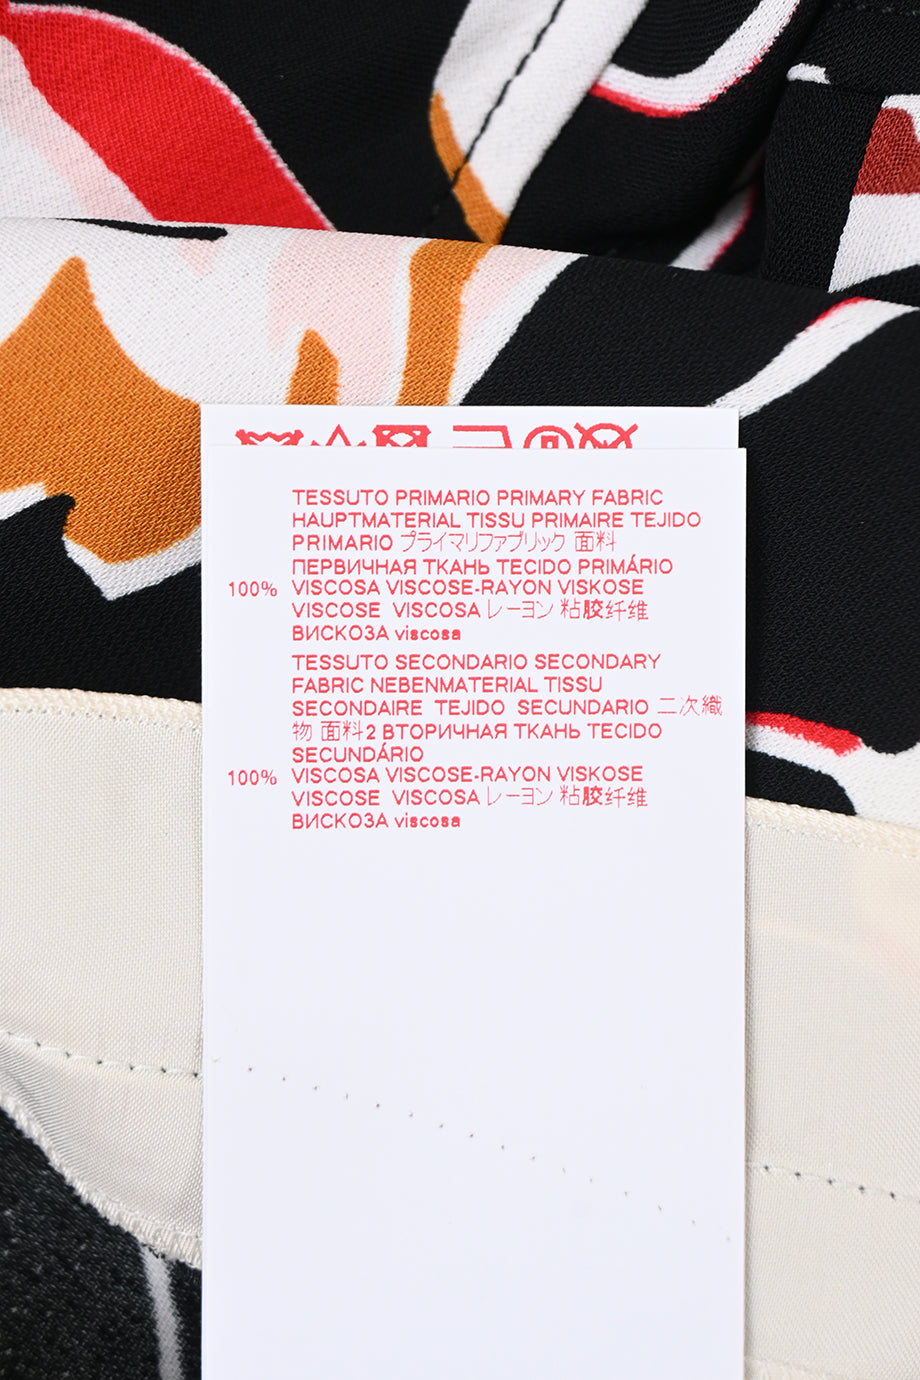 TESSUTO PRIMARIO PRIMARY FABRIC
HAUPTMATERIAL TISSU PRIMAIRE TEJIDO
PRIMARIO プライマリファブリック 面料
ПЕРВИЧНАЯ ТКАНЬ TECIDO PRIMÁRIO
100% VISCOSA VISCOSE-RAYON VISKOSE
VISCOSE VISCOSA レーヨン 粘胶纤维
ВИСКОЗА viscosa
TESSUTO SECONDARIO SECONDARY
FABRIC NEBENMATERIAL TISSU
SECONDAIRE TEJIDO SECUNDARIO 二次織
物 面料2 ВТОРИЧНАЯ ТКАНЬ TECIDO
SECUNDÁRIO
100% VISCOSA VISCOSE-RAYON VISKOSE
VISCOSE VISCOSA レーヨン 粘胶纤维
ВИСКОЗА viscosa